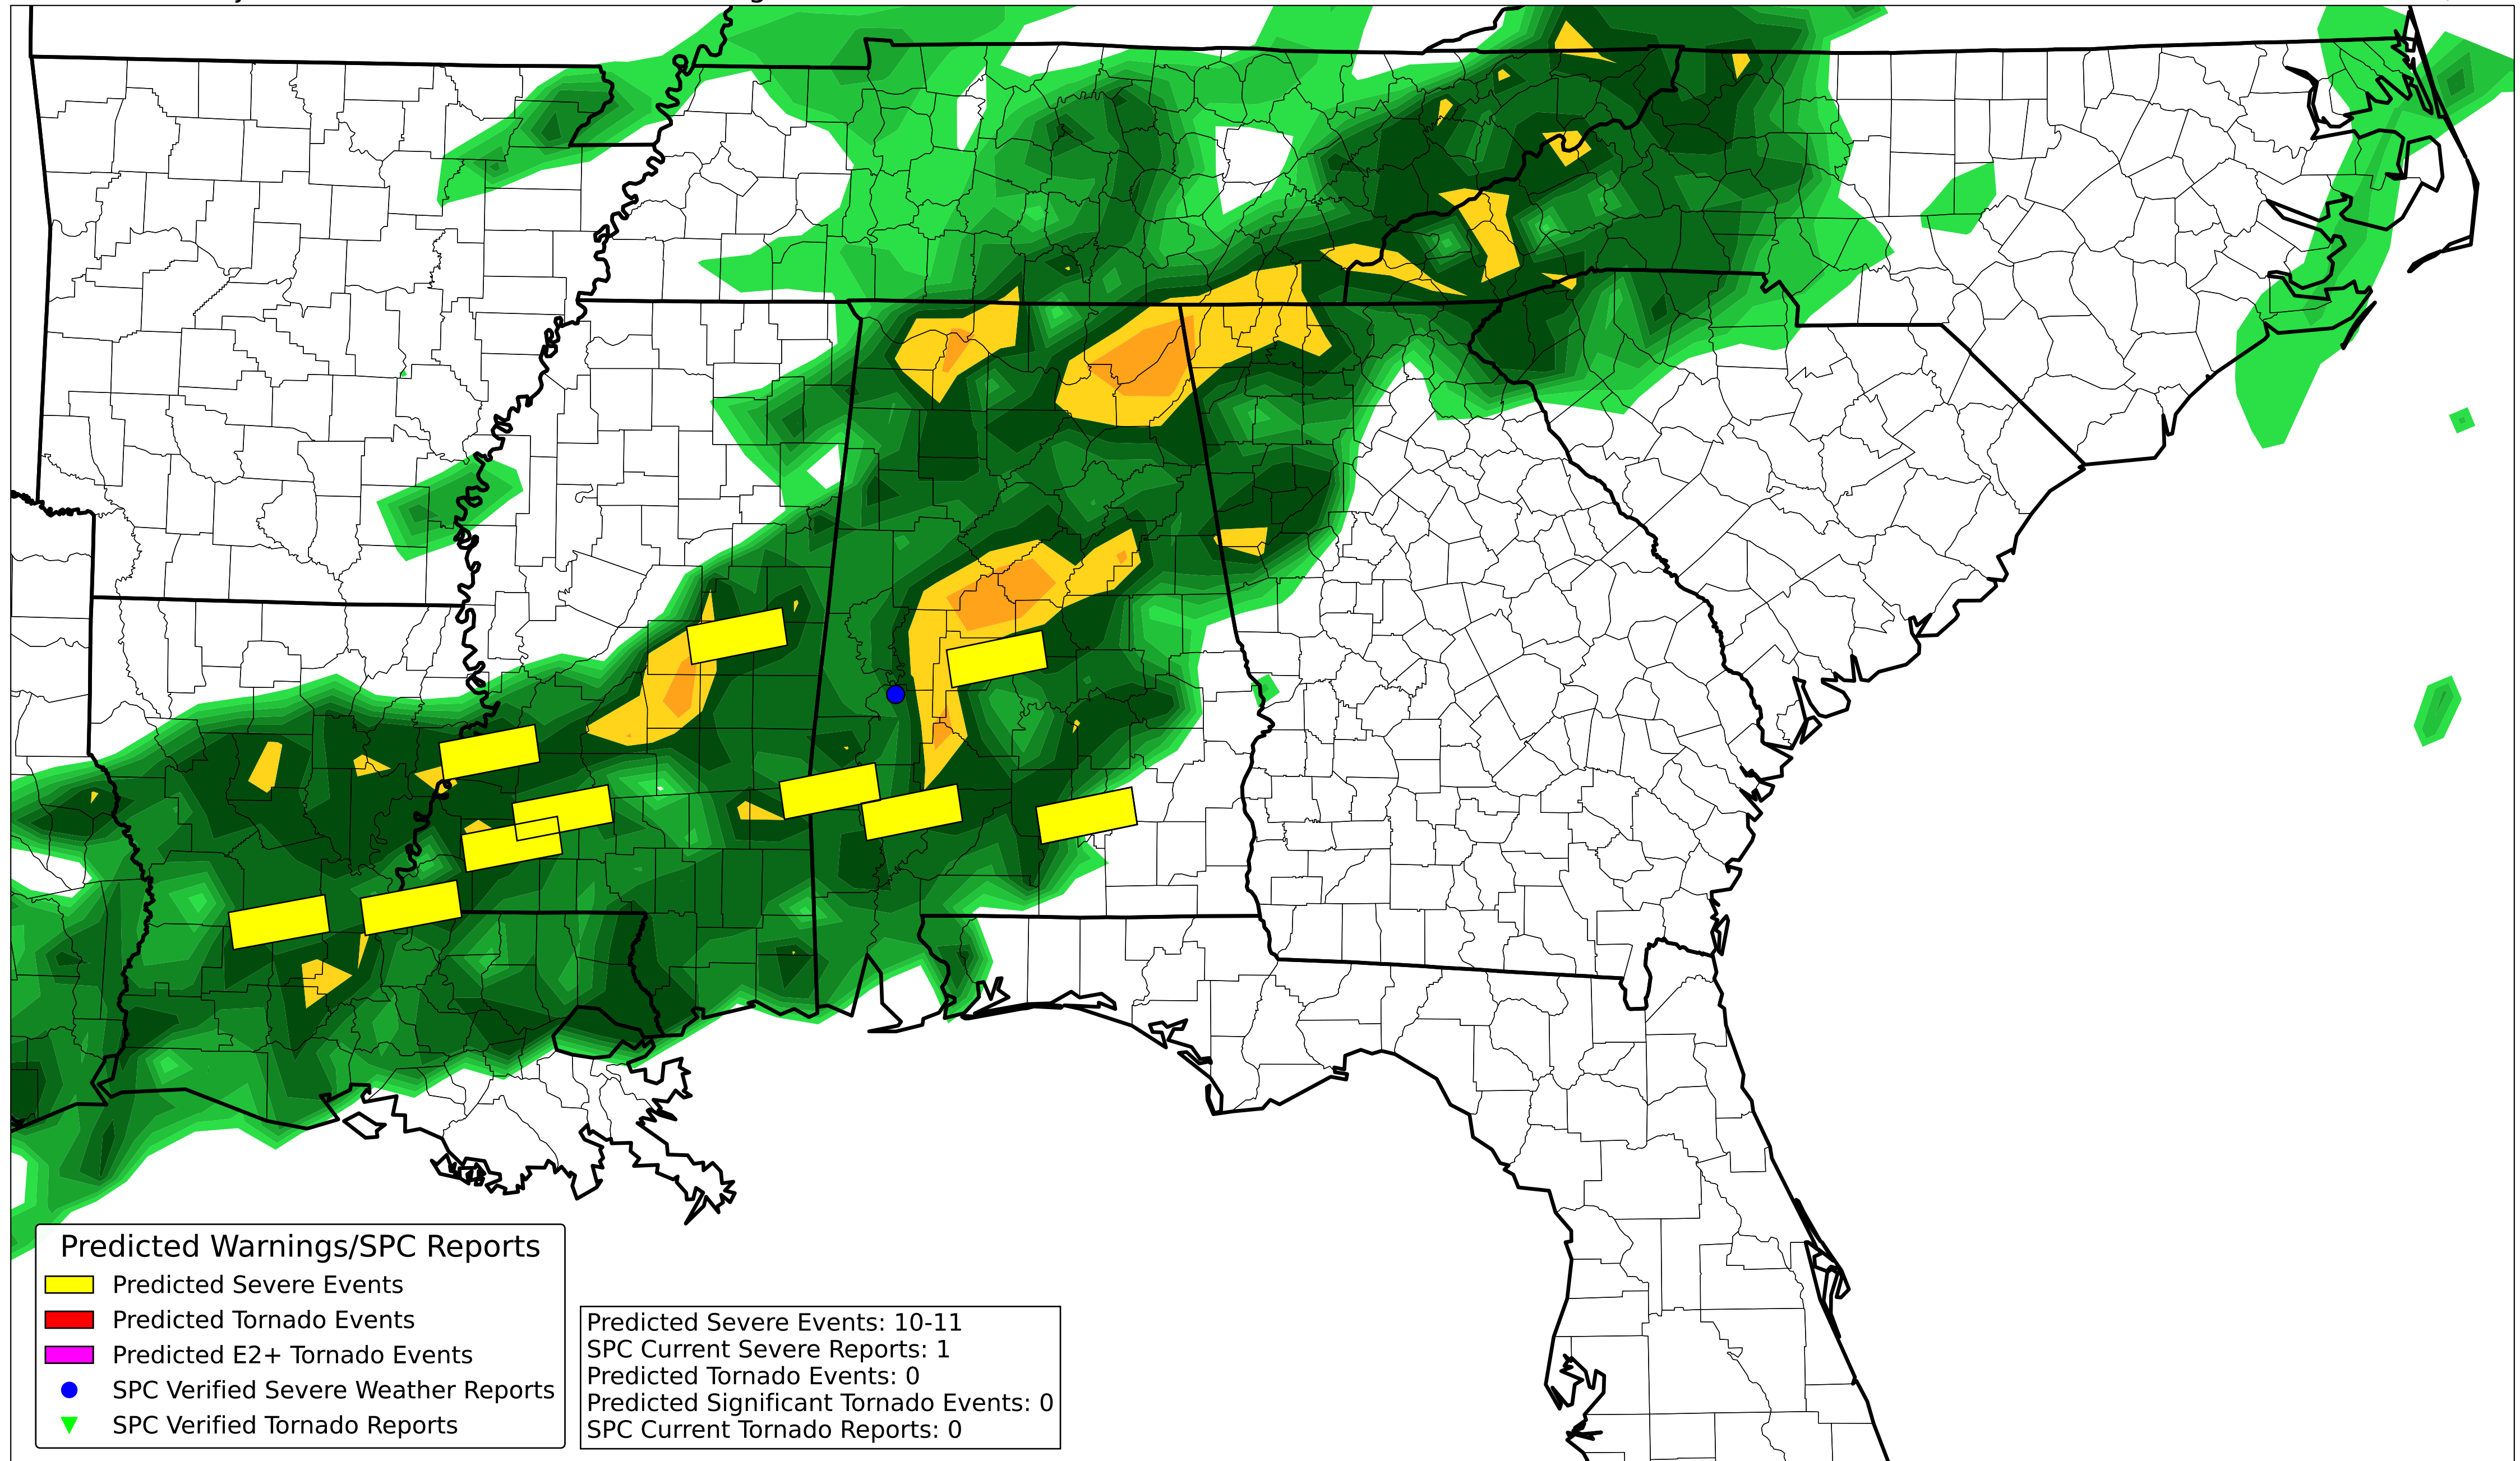 Predicted Warnings/SPC Reports
Predicted Severe Events
Predicted Tornado Events
Predicted E2+ Tornado Events
SPC Verified Severe Weather Reports
SPC Verified Tornado Reports
Predicted Severe Events: 10-11
SPC Current Severe Reports: 1
Predicted Tornado Events: 0
Predicted Significant Tornado Events: 0
SPC Current Tornado Reports: 0